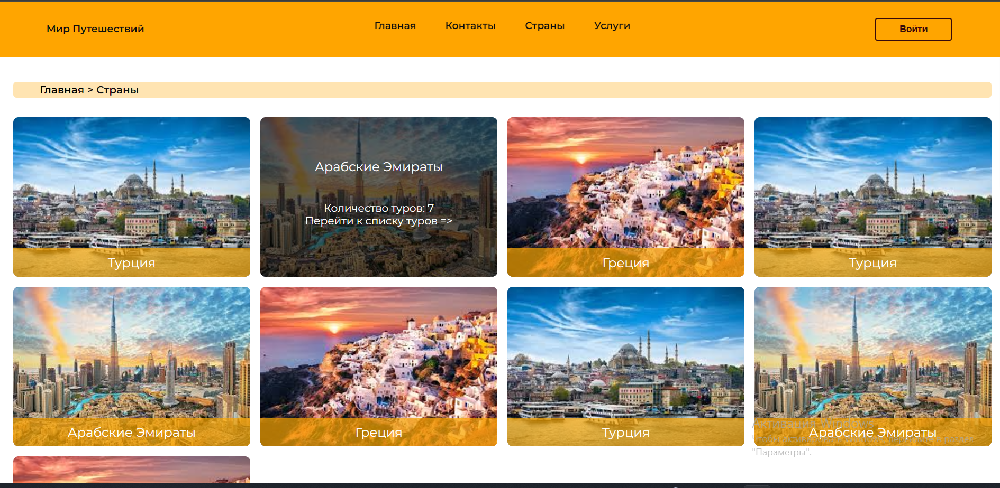 Мир Путешествий
Главная
Контакты
Страны
Услуги
Войти
Главная > Страны
Турция
Арабские Эмираты
Количество туров: 7
Перейти к списку туров =>
Греция
Турция
Арабские Эмираты
Греция
Турция
Арабские Эмираты
Активация Windows
Чтобы активировать Windows, перейдите в раздел
"Параметры".